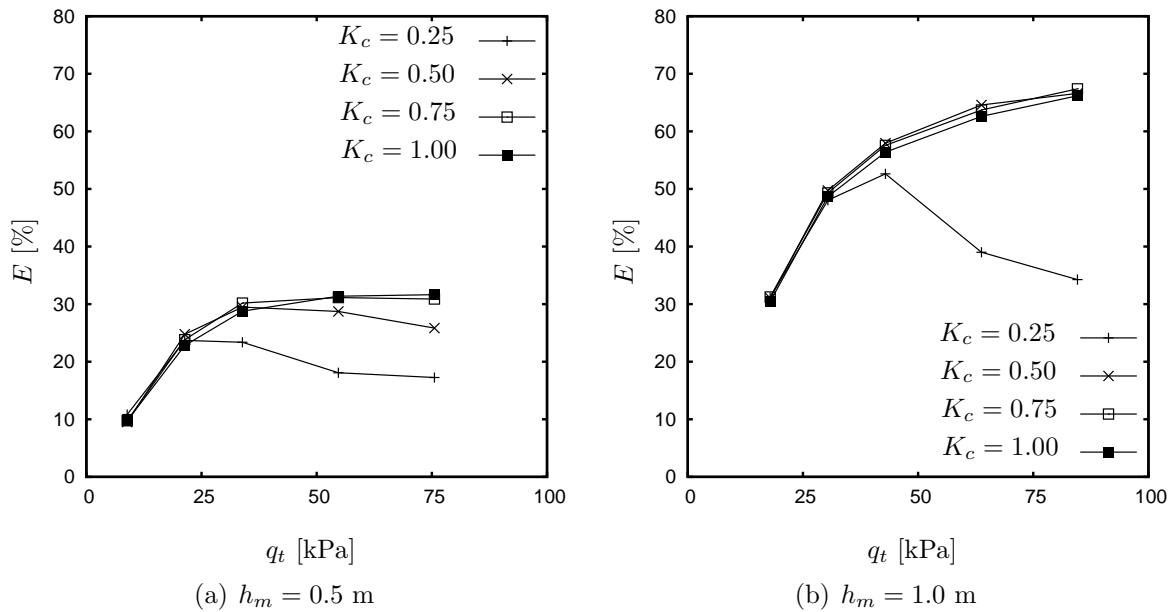 80
70
60
50
40
30
20
10
0
E [%]
0 25 50 75 100
q_t [kPa]
K_c = 0.25
K_c = 0.50
K_c = 0.75
K_c = 1.00
(a) h_m = 0.5 m
80
70
60
50
40
30
20
10
0
E [%]
0 25 50 75 100
q_t [kPa]
K_c = 0.25
K_c = 0.50
K_c = 0.75
K_c = 1.00
(b) h_m = 1.0 m